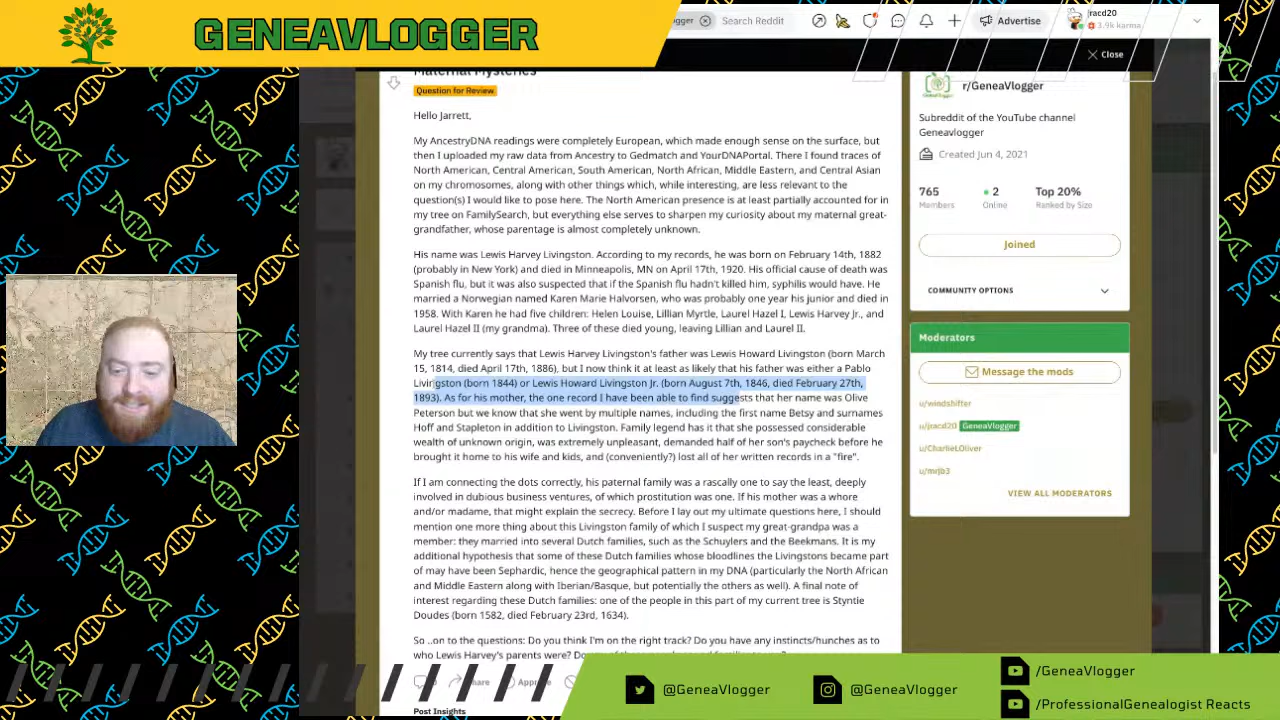 GENEAVLOGGER
Search Reddit
Advertise
jracd20
1.9k karma
Close
Maternal Mysteries
Question for Review
Hello Jarrett,
My AncestryDNA readings were completely European, which made enough sense on the surface, but
then I uploaded my raw data from Ancestry to Gedmatch and YourDNAPortal. There I found traces of
North American, Central American, South American, North African, Middle Eastern, and Central Asian
on my chromosomes, along with other things which, while interesting, are less relevant to the
question(s) I would like to pose here. The North American presence is at least partially accounted for in
my tree on FamilySearch, but everything else serves to sharpen my curiosity about my maternal great-
grandfather, whose parentage is almost completely unknown.
His name was Lewis Harvey Livingston. According to my records, he was born on February 14th, 1882
(probably in New York) and died in Minneapolis, MN on April 17th, 1920. His official cause of death was
Spanish flu, but it was also suspected that if the Spanish flu hadn't killed him, syphilis would have. He
married a Norwegian named Karen Marie Halvorsen, who was probably one year his junior and died in
1958. With Karen he had five children: Helen Louise, Lillian Myrtle, Laurel Hazel I, Lewis Harvey Jr., and
Laurel Hazel II (my grandma). Three of these died young, leaving Lillian and Laurel II.
My tree currently says that Lewis Harvey Livingston's father was Lewis Howard Livingston (born March
15, 1814, died April 17th, 1886), but I now think it at least as likely that his father was either a Pablo
Livingston (born 1844) or Lewis Howard Livingston Jr. (born August 7th, 1846, died February 27th,
1893). As for his mother, the one record I have been able to find suggests that her name was Olive
Peterson but we know that she went by multiple names, including the first name Betsy and surnames
Hoff and Stapleton in addition to Livingston. Family legend has it that she possessed considerable
wealth of unknown origin, was extremely unpleasant, demanded half of her son's paycheck before he
brought it home to his wife and kids, and (conveniently?) lost all of her written records in a "fire".
If I am connecting the dots correctly, his paternal family was a rascally one to say the least, deeply
involved in dubious business ventures, of which prostitution was one. If his mother was a whore
and/or madame, that might explain the secrecy. Before I lay out my ultimate questions here, I should
mention one more thing about this Livingston family of which I suspect my great-grandpa was a
member: they married into several Dutch families, such as the Schuylers and the Beekmans. It is my
additional hypothesis that some of these Dutch families whose bloodlines the Livingstons became part
of may have been Sephardic, hence the geographical pattern in my DNA (particularly the North African
and Middle Eastern along with Iberian/Basque, but potentially the others as well). A final note of
interest regarding these Dutch families: one of the people in this part of my current tree is Styntie
Doudes (born 1582, died February 23rd, 1634).
So ..on to the questions: Do you think I'm on the right track? Do you have any instincts/hunches as to
who Lewis Harvey's parents were?
Post Insights
r/GeneaVlogger
Subreddit of the YouTube channel
Geneavlogger
Created Jun 4, 2021
765
2
Top 20%
Members
Online
Ranked by Size
Joined
COMMUNITY OPTIONS
Moderators
Message the mods
u/windshifter
u/jracd20 GeneaVlogger
u/CharlieLOliver
u/mrjb3
VIEW ALL MODERATORS
@GeneaVlogger
@GeneaVlogger
/GeneaVlogger
/ProfessionalGenealogist Reacts